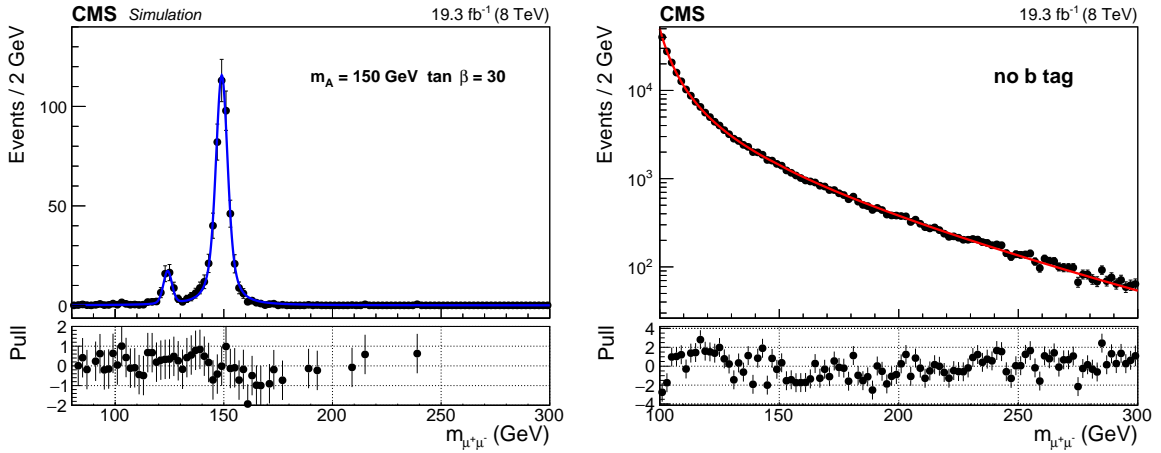 CMS Simulation 19.3 fb⁻¹ (8 TeV)
Events / 2 GeV
m_A = 150 GeV tan β = 30
100
50
0
Pull
2
1
0
−1
−2
100 150 200 250 300
m_μ⁺μ⁻ (GeV)
CMS 19.3 fb⁻¹ (8 TeV)
Events / 2 GeV
no b tag
10⁴
10³
10²
Pull
4
2
0
−2
−4
100 150 200 250 300
m_μ⁺μ⁻ (GeV)